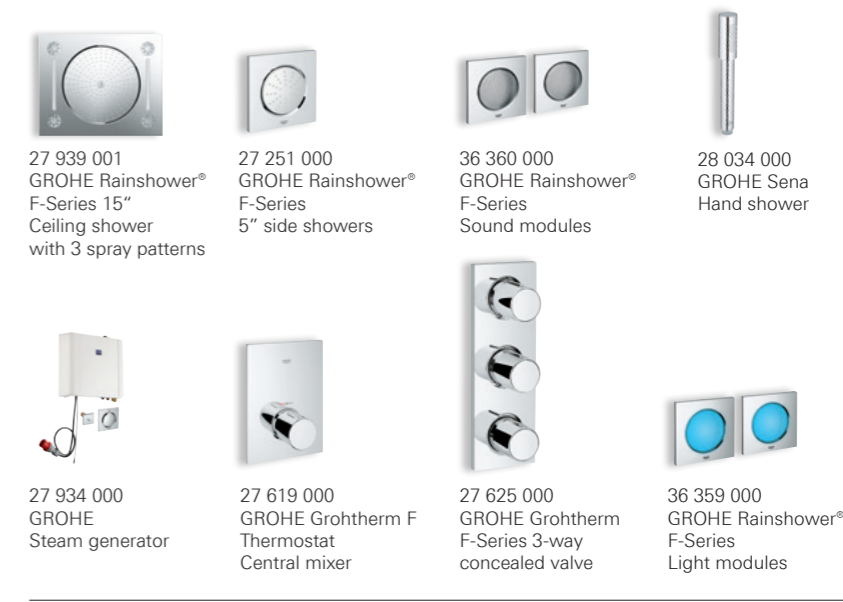 27 939 001
GROHE Rainshower®
F-Series 15“
Ceiling shower
with 3 spray patterns
27 251 000
GROHE Rainshower®
F-Series
5” side showers
36 360 000
GROHE Rainshower®
F-Series
Sound modules
28 034 000
GROHE Sena
Hand shower
27 934 000
GROHE
Steam generator
27 619 000
GROHE Grohtherm F
Thermostat
Central mixer
27 625 000
GROHE Grohtherm
F-Series 3-way
concealed valve
36 359 000
GROHE Rainshower®
F-Series
Light modules